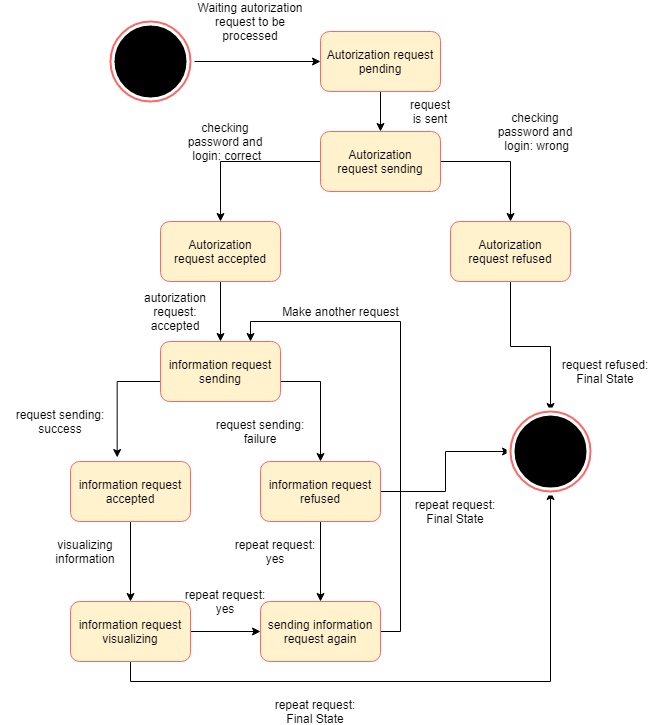 Waiting autorization
request to be
processed
Autorization request
pending
request
is sent
checking
password and
login: correct
checking
password and
login: wrong
Autorization
request sending
Autorization
request accepted
Autorization
request refused
autorization
request:
accepted
Make another request
information request
sending
request refused:
Final State
request sending:
success
request sending:
failure
information request
accepted
information request
refused
repeat request:
Final State
visualizing
information
repeat request:
yes
repeat request:
yes
information request
visualizing
sending information
request again
repeat request:
Final State